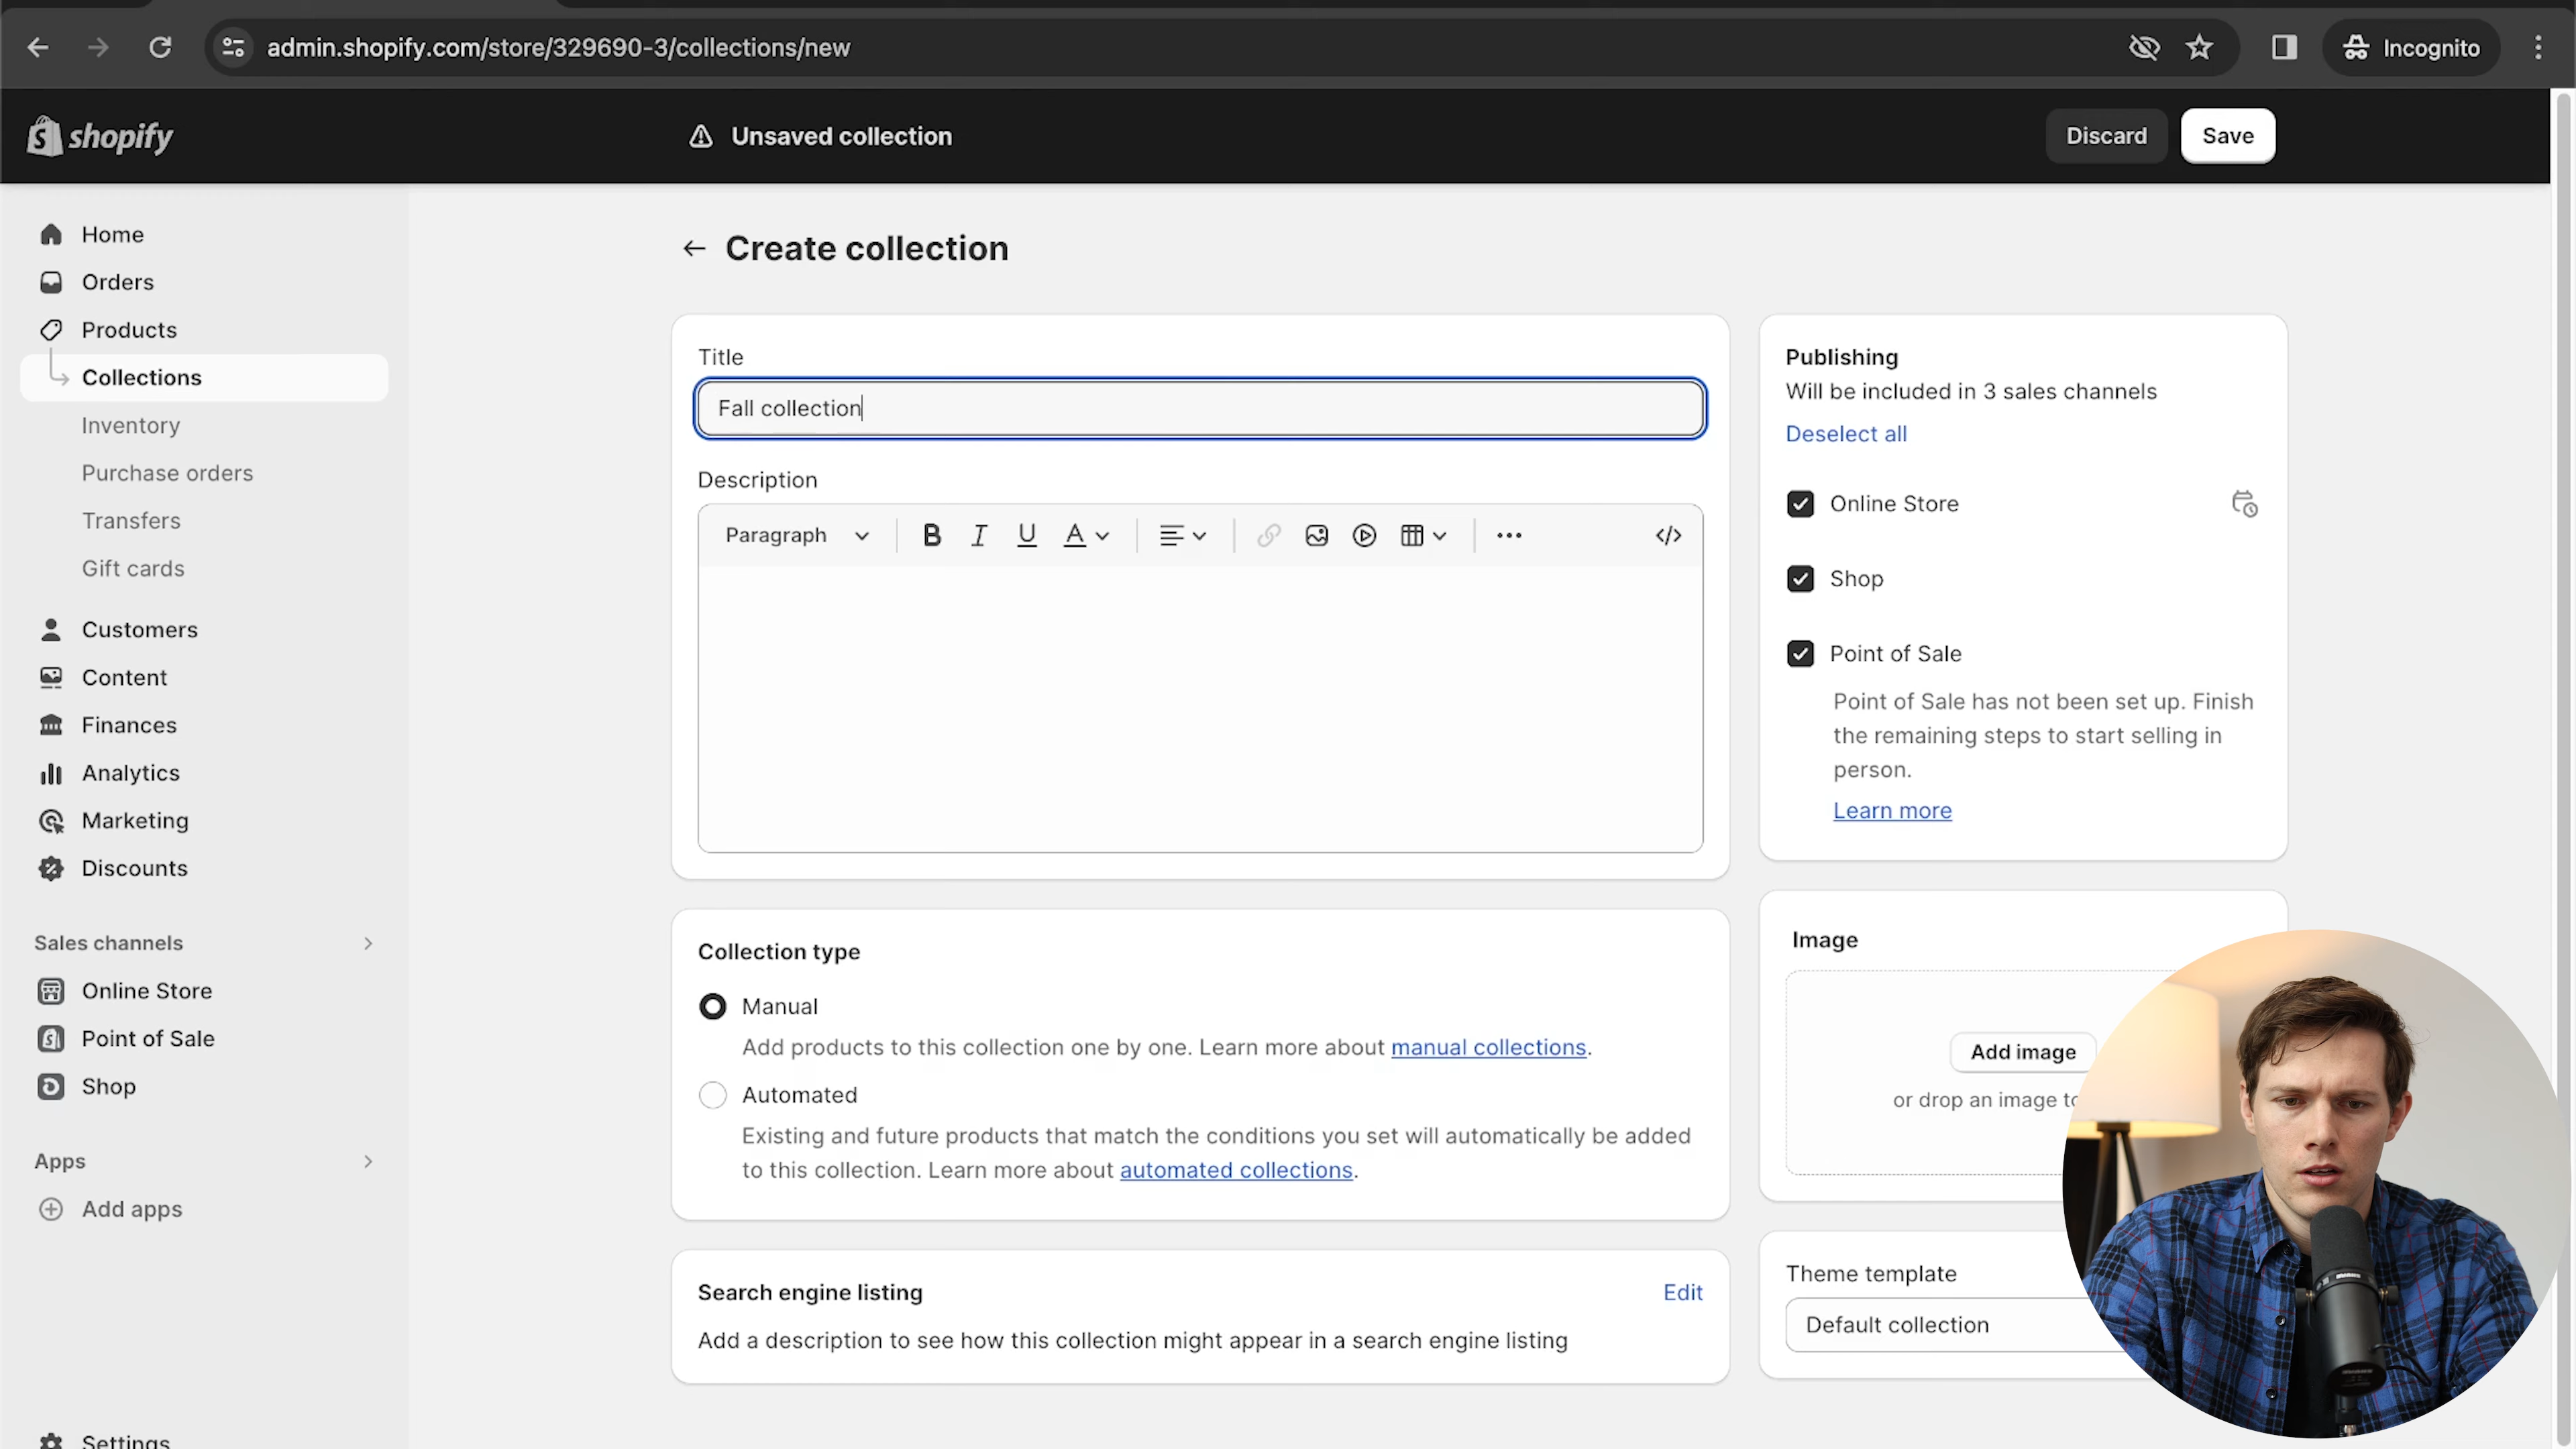 admin.shopify.com/store/329690-3/collections/new
Incognito
shopify
Unsaved collection
Discard
Save
Home
Orders
Products
Collections
Inventory
Purchase orders
Transfers
Gift cards
Customers
Content
Finances
Analytics
Marketing
Discounts
Sales channels
Online Store
Point of Sale
Shop
Apps
Add apps
Settings
Create collection
Title
Fall collection
Description
Paragraph
B I U A
Collection type
Manual
Add products to this collection one by one. Learn more about manual collections.
Automated
Existing and future products that match the conditions you set will automatically be added
to this collection. Learn more about automated collections.
Search engine listing
Edit
Add a description to see how this collection might appear in a search engine listing
Publishing
Will be included in 3 sales channels
Deselect all
Online Store
Shop
Point of Sale
Point of Sale has not been set up. Finish
the remaining steps to start selling in
person.
Learn more
Image
Add image
or drop an image to
Theme template
Default collection